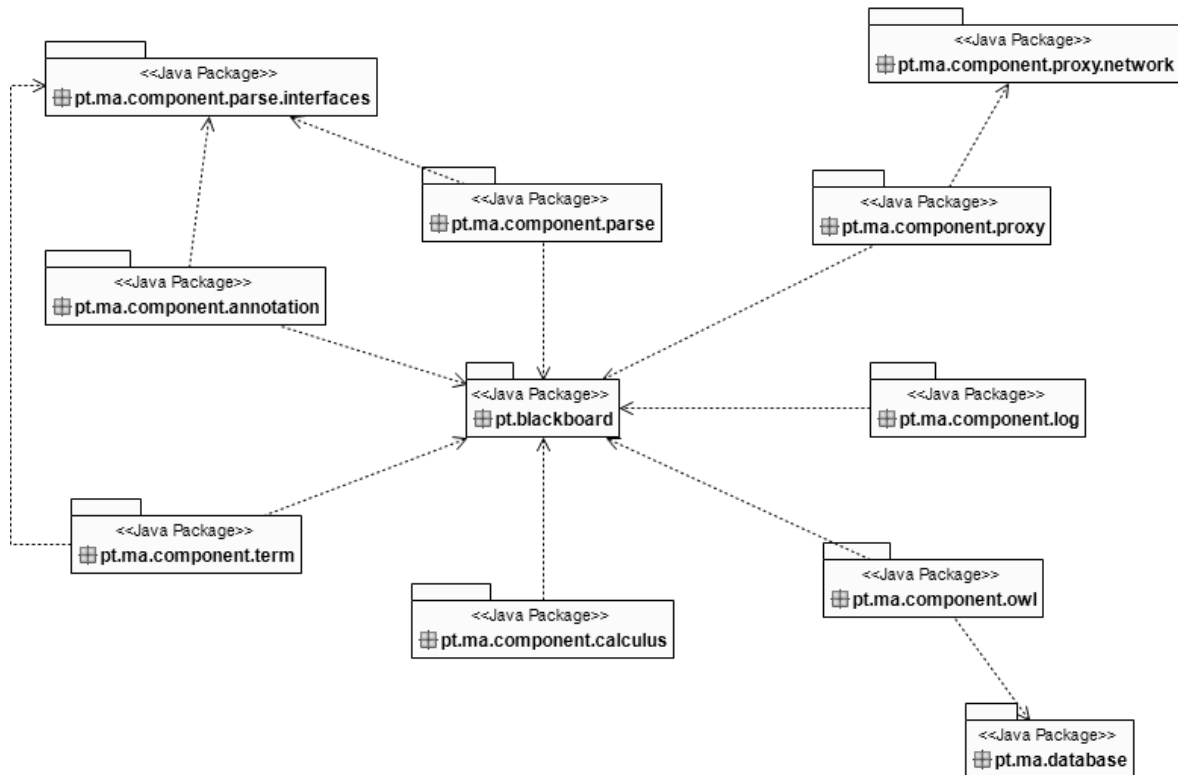 <<Java Package>>
pt.ma.component.proxy.network
<<Java Package>>
pt.ma.component.parse.interfaces
<<Java Package>>
pt.ma.component.parse
<<Java Package>>
pt.ma.component.proxy
<<Java Package>>
pt.ma.component.annotation
<<Java Package>>
pt.blackboard
<<Java Package>>
pt.ma.component.log
<<Java Package>>
pt.ma.component.term
<<Java Package>>
pt.ma.component.owl
<<Java Package>>
pt.ma.component.calculus
<<Java Package>>
pt.ma.database